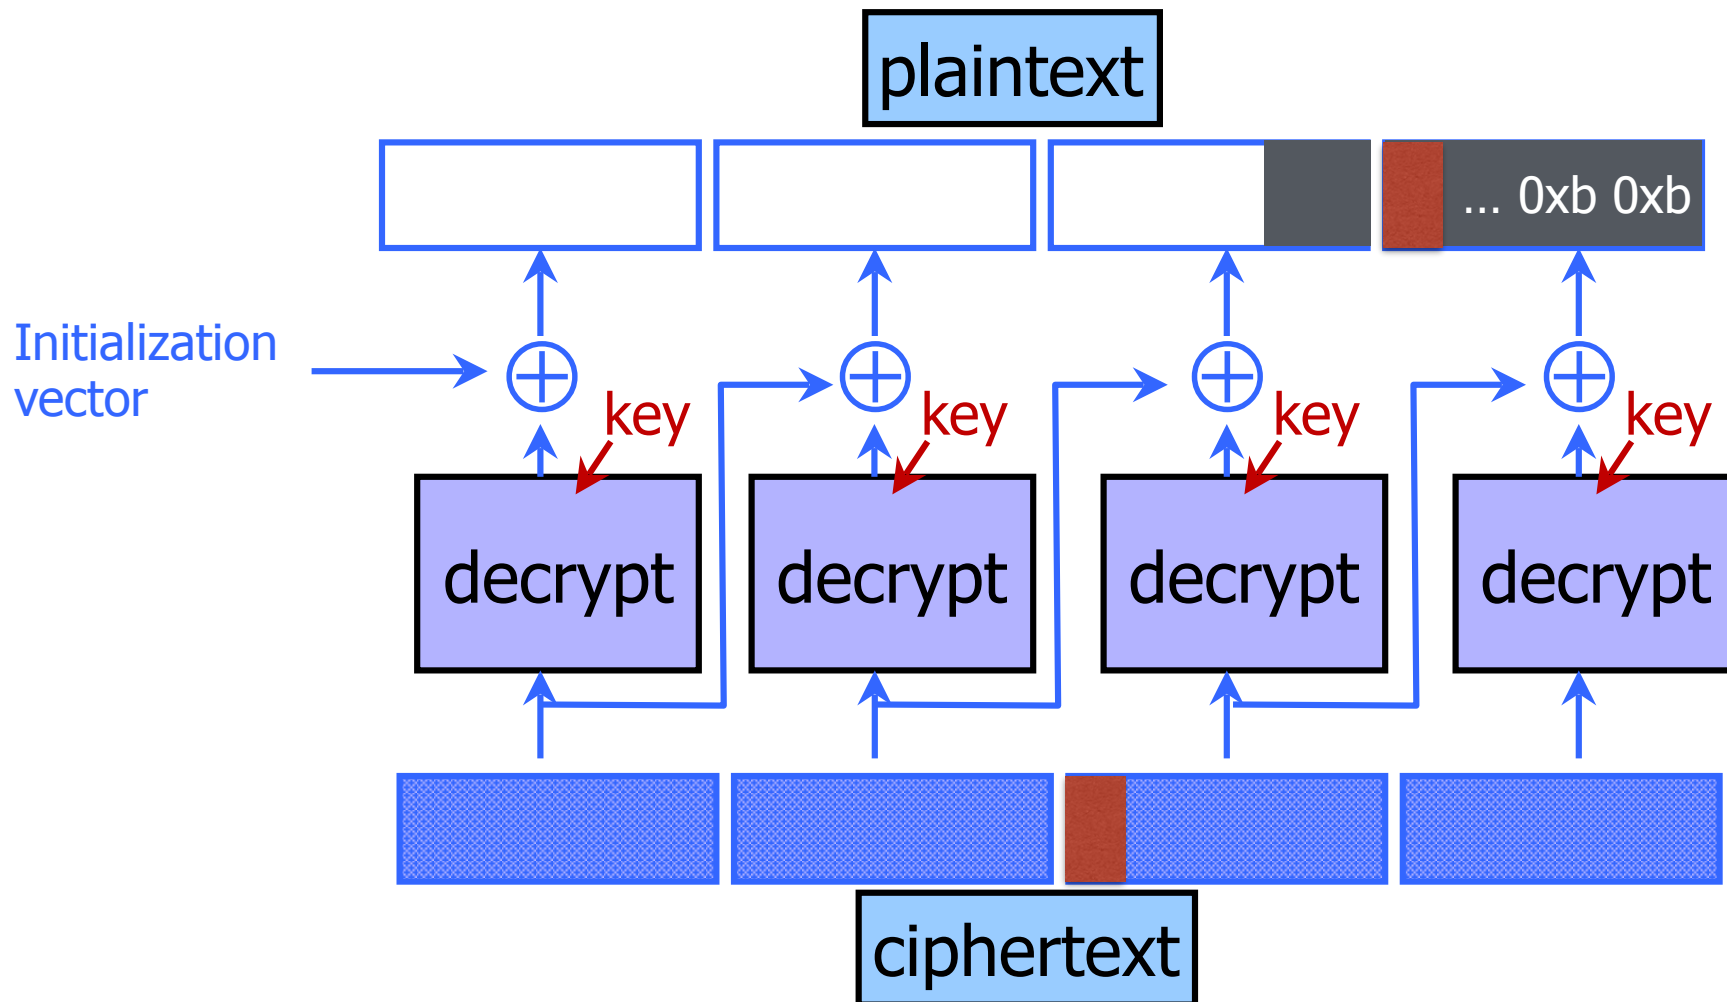 plaintext
... 0xb 0xb
Initialization
vector
key
key
key
key
decrypt
decrypt
decrypt
decrypt
ciphertext